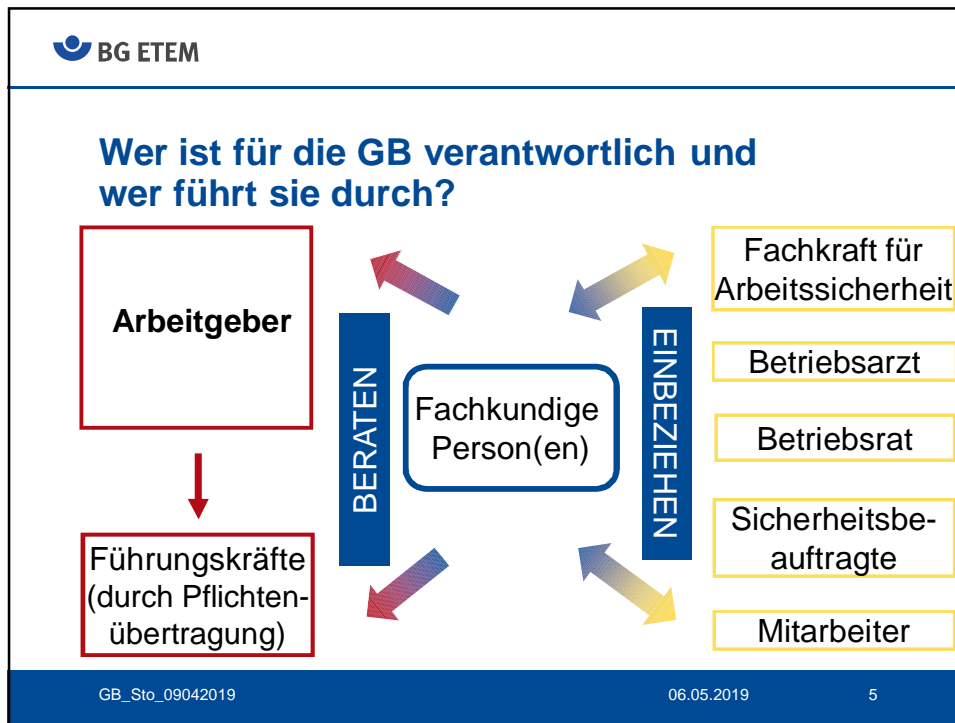 BG ETEM
Wer ist für die GB verantwortlich und
wer führt sie durch?
Arbeitgeber
Führungskräfte
(durch Pflichten-
übertragung)
BERATEN
Fachkundige
Person(en)
EINBEZIEHEN
Fachkraft für
Arbeitssicherheit
Betriebsarzt
Betriebsrat
Sicherheitsbe-
auftragte
Mitarbeiter
GB_Sto_09042019
06.05.2019
5